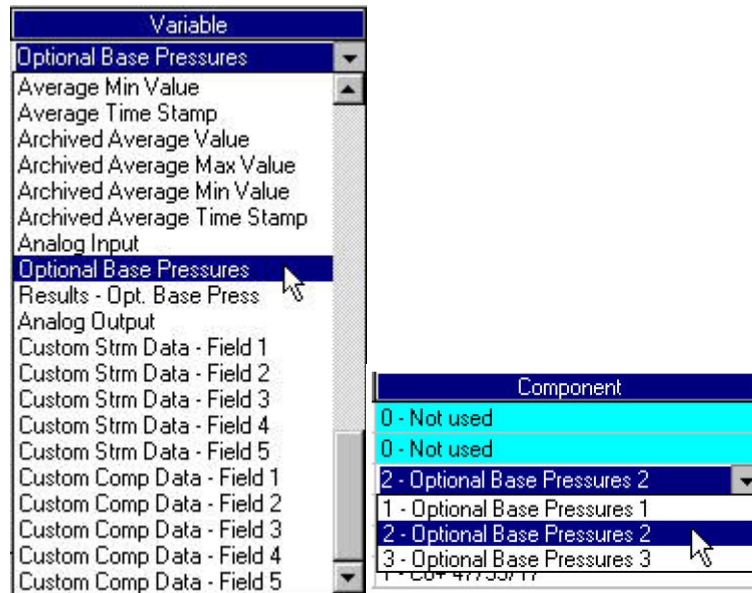 Variable
Optional Base Pressures
Average Min Value
Average Time Stamp
Archived Average Value
Archived Average Max Value
Archived Average Min Value
Archived Average Time Stamp
Analog Input
Optional Base Pressures
Results - Opt. Base Press
Analog Output
Custom Strm Data - Field 1
Custom Strm Data - Field 2
Custom Strm Data - Field 3
Custom Strm Data - Field 4
Custom Strm Data - Field 5
Custom Comp Data - Field 1
Custom Comp Data - Field 2
Custom Comp Data - Field 3
Custom Comp Data - Field 4
Custom Comp Data - Field 5
Component
0 - Not used
0 - Not used
2 - Optional Base Pressures 2
1 - Optional Base Pressures 1
2 - Optional Base Pressures 2
3 - Optional Base Pressures 3